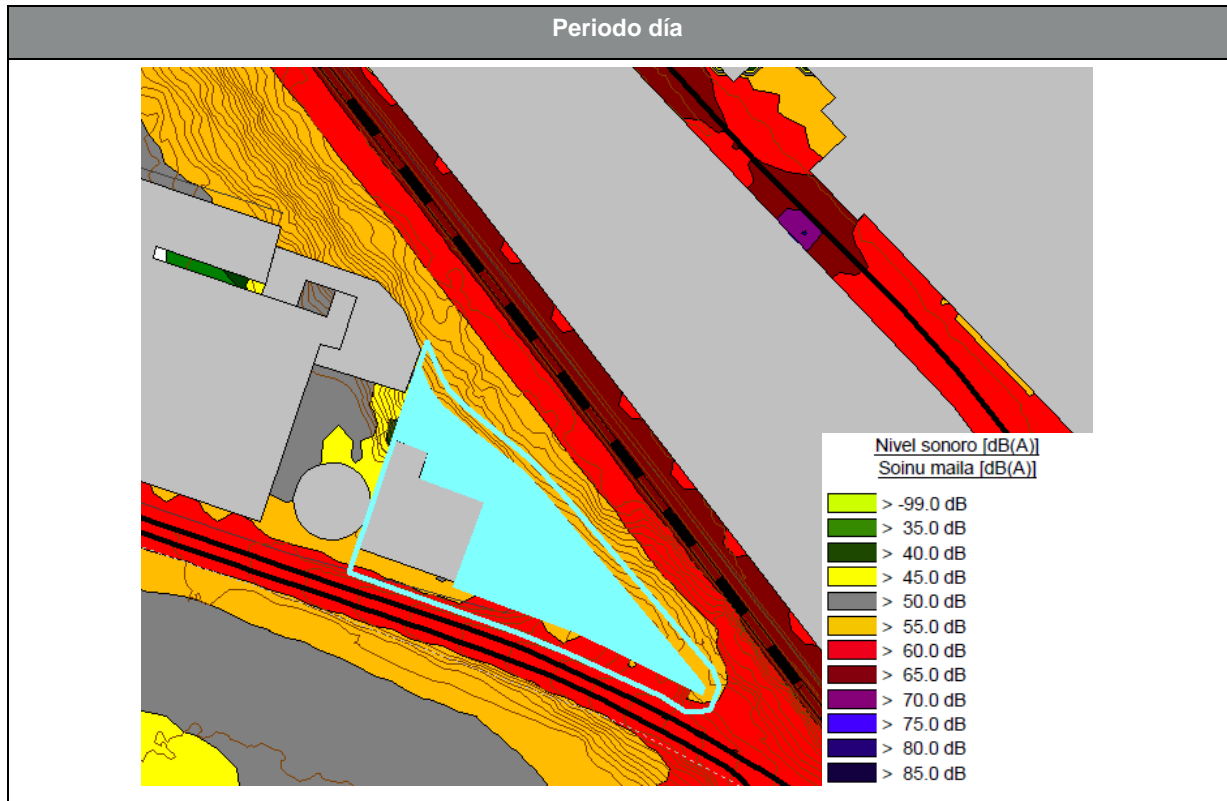 Periodo día
Nivel sonoro [dB(A)]
Soinu maila [dB(A)]
> -99.0 dB
> 35.0 dB
> 40.0 dB
> 45.0 dB
> 50.0 dB
> 55.0 dB
> 60.0 dB
> 65.0 dB
> 70.0 dB
> 75.0 dB
> 80.0 dB
> 85.0 dB